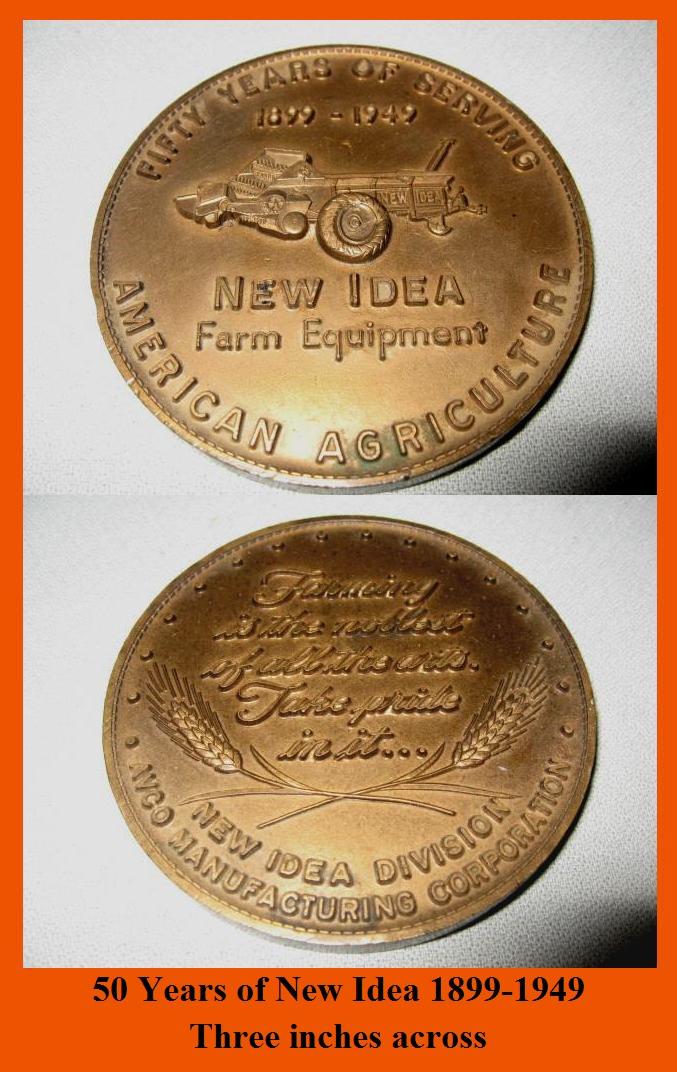 FIFTY YEARS OF SERVING
1899 - 1949
NEW IDEA
NEW IDEA
Farm Equipment
AMERICAN AGRICULTURE
Farming
is the noblest
of all the arts.
Take pride
in it...
NEW IDEA DIVISION
AVCO MANUFACTURING CORPORATION
50 Years of New Idea 1899-1949
Three inches across